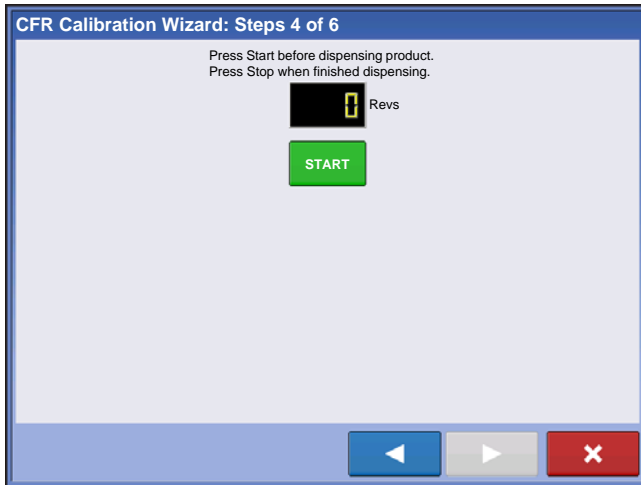 CFR Calibration Wizard: Steps 4 of 6
Press Start before dispensing product.
Press Stop when finished dispensing.
0 Revs
START